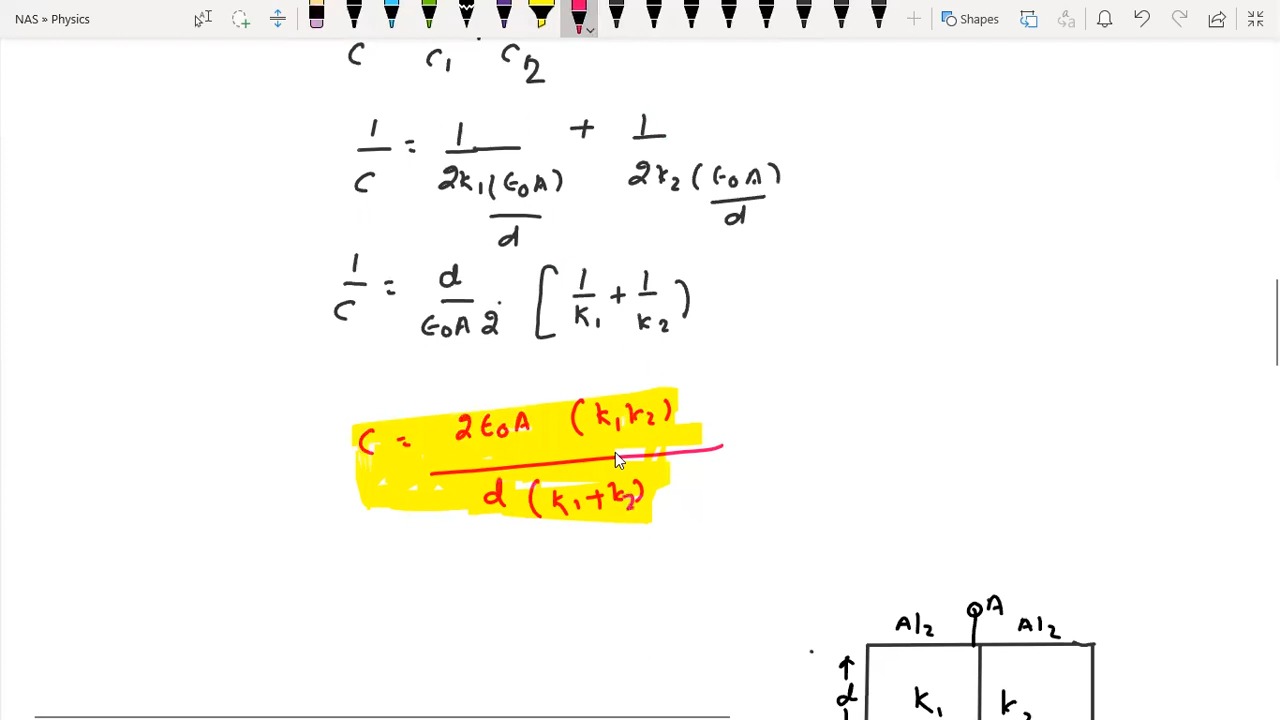 NAS » Physics
Shapes
C C₁ C₂
1/C = 1/(2k₁(ε₀A)/d) + 1/(2k₂(ε₀A)/d)
1/C = d/(ε₀A 2) [1/k₁ + 1/k₂)
C = 2ε₀A (k₁k₂) / d (k₁+k₂)
A
A/₂ A/₂
d
k₁ k₂